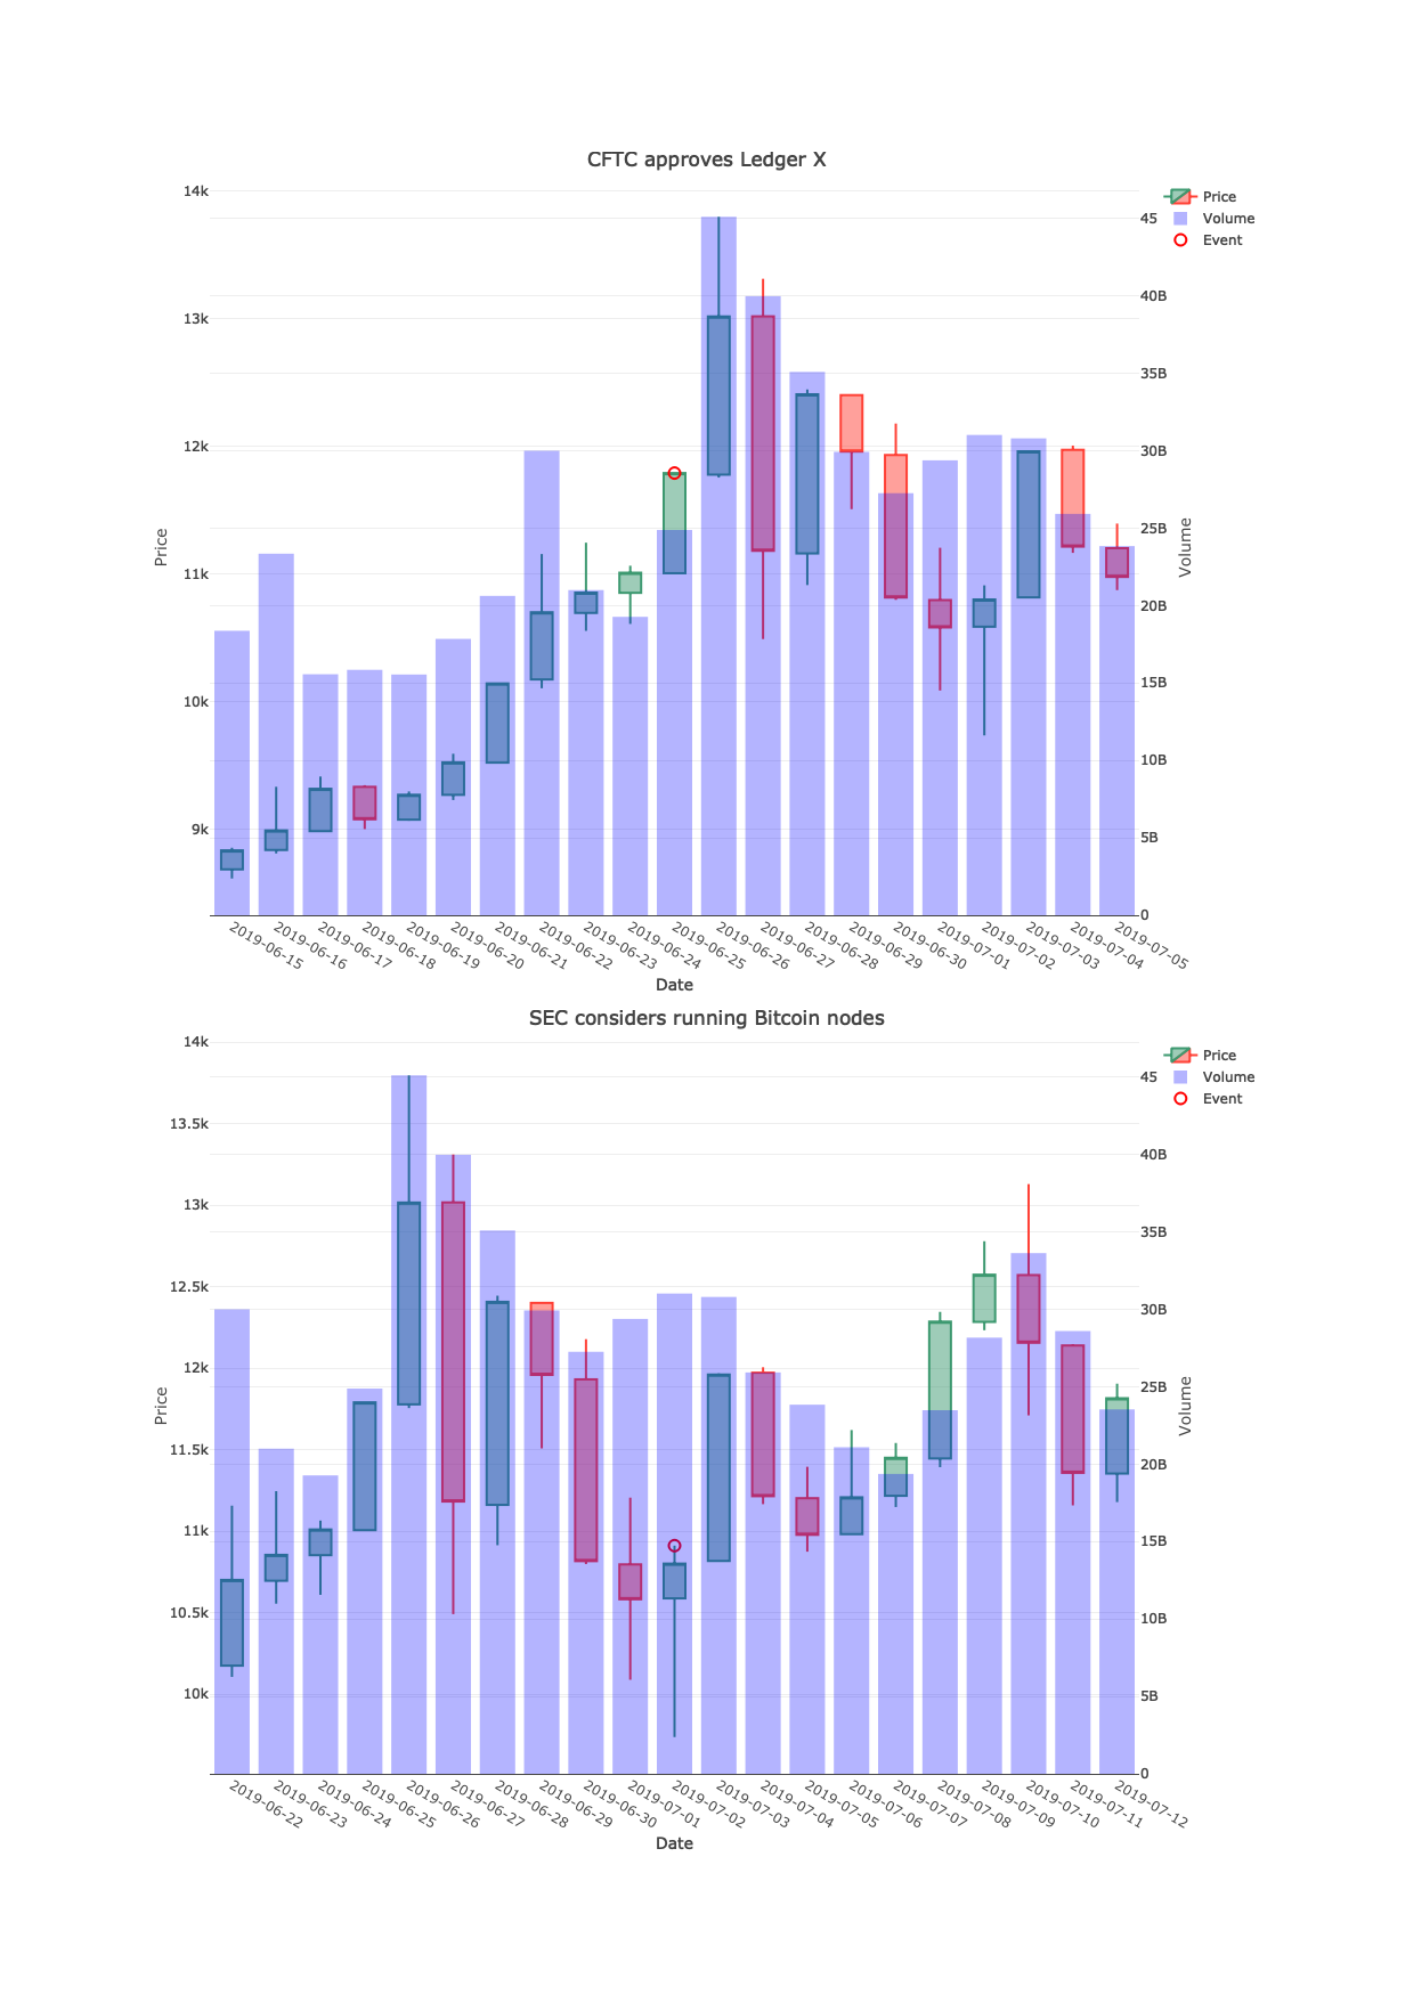 CFTC approves Ledger X
14k
13k
12k
11k
10k
9k
Price
45
40B
35B
30B
25B
20B
15B
10B
5B
0
Volume
Price
Volume
Event
2019-06-15
2019-06-16
2019-06-17
2019-06-18
2019-06-19
2019-06-20
2019-06-21
2019-06-22
2019-06-23
2019-06-24
2019-06-25
2019-06-26
2019-06-27
2019-06-28
2019-06-29
2019-06-30
2019-07-01
2019-07-02
2019-07-03
2019-07-04
2019-07-05
Date
SEC considers running Bitcoin nodes
14k
13.5k
13k
12.5k
12k
11.5k
11k
10.5k
10k
Price
45
40B
35B
30B
25B
20B
15B
10B
5B
0
Volume
Price
Volume
Event
2019-06-22
2019-06-23
2019-06-24
2019-06-25
2019-06-26
2019-06-27
2019-06-28
2019-06-29
2019-06-30
2019-07-01
2019-07-02
2019-07-03
2019-07-04
2019-07-05
2019-07-06
2019-07-07
2019-07-08
2019-07-09
2019-07-10
2019-07-11
2019-07-12
Date